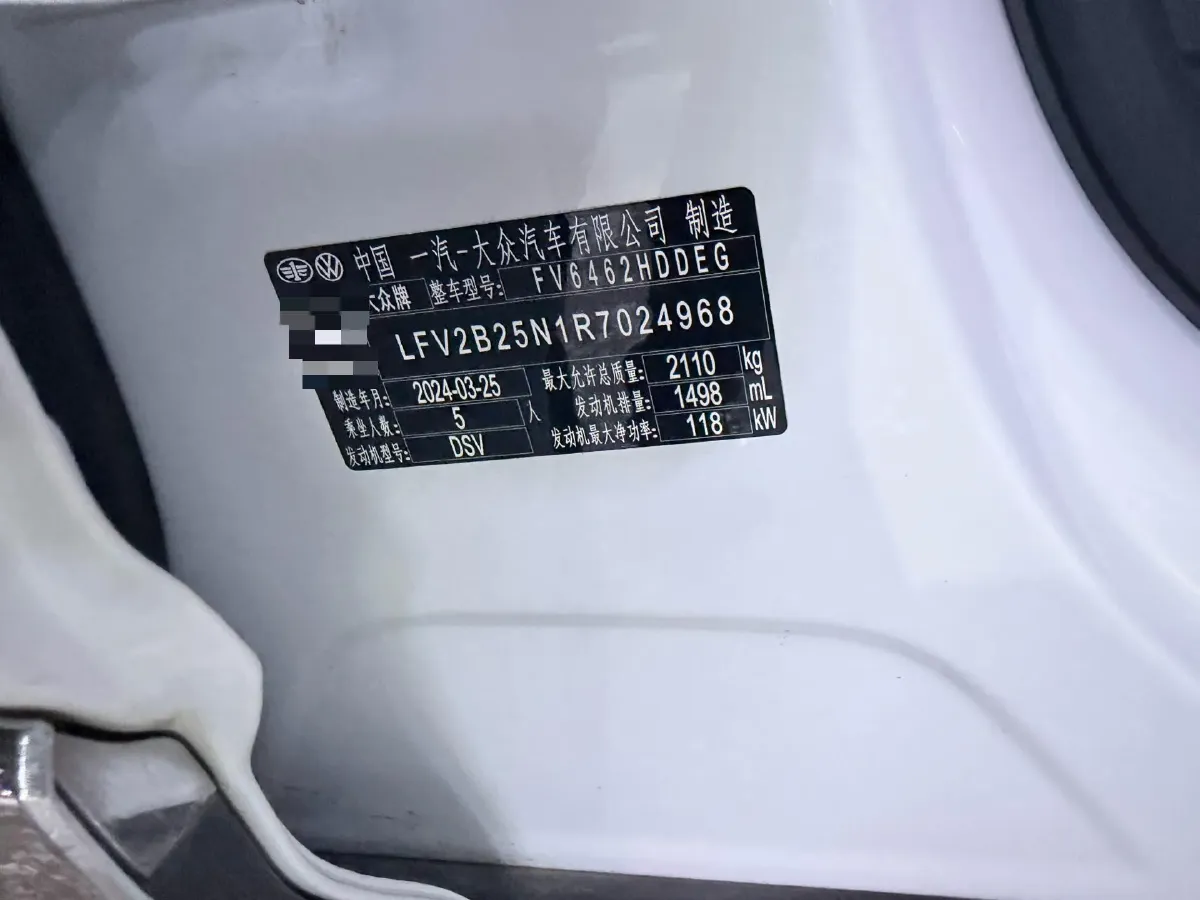 中国 一汽-大众汽车有限公司 制造
大众牌 整车型号: FV6462HDDEG
LFV2B25N1R7024968
制造年月: 2024-03-25 最大允许总质量: 2110 kg
乘坐人数: 5 人 发动机排量: 1498 mL
发动机型号: DSV 发动机最大净功率: 118 kW